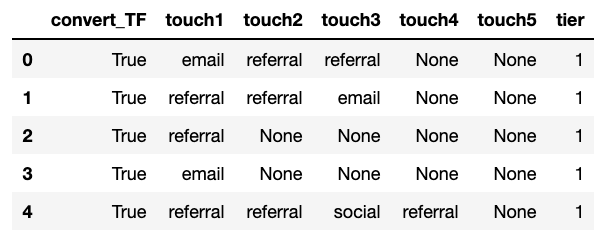 convert_TF touch1 touch2 touch3 touch4 touch5 tier
0 True email referral referral None None 1
1 True referral referral email None None 1
2 True referral None None None None 1
3 True email None None None None 1
4 True referral referral social referral None 1